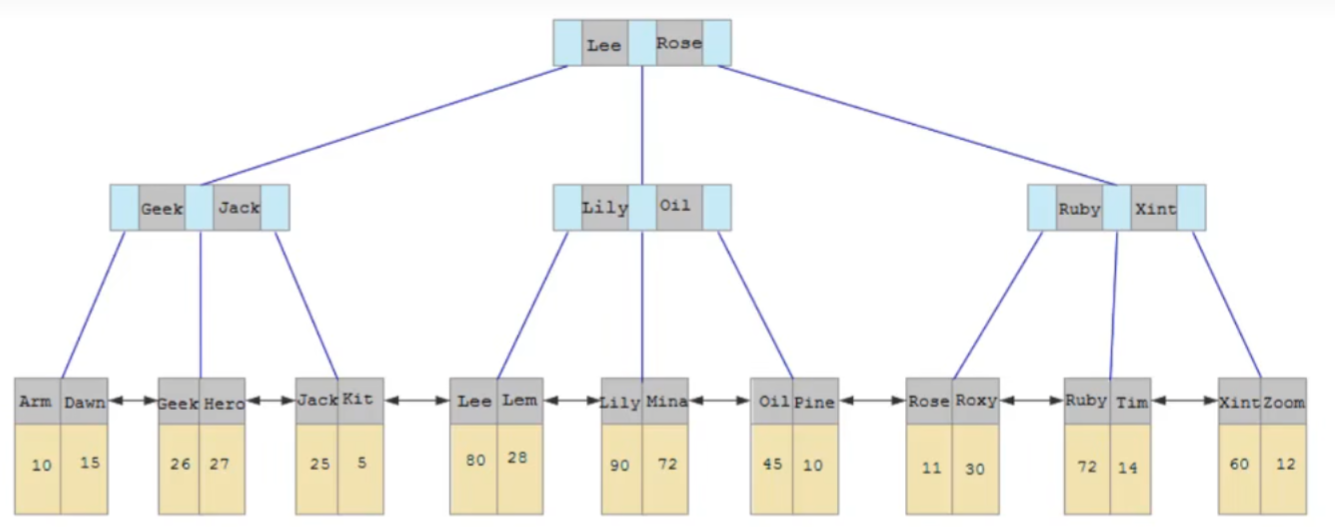 Lee Rose
Geek Jack Lily Oil Ruby Xint
Arm Dawn Geek Hero Jack Kit Lee Lem Lily Mina Oil Pine Rose Roxy Ruby Tim Xint Zoom
10 15 26 27 25 5 80 28 90 72 45 10 11 30 72 14 60 12